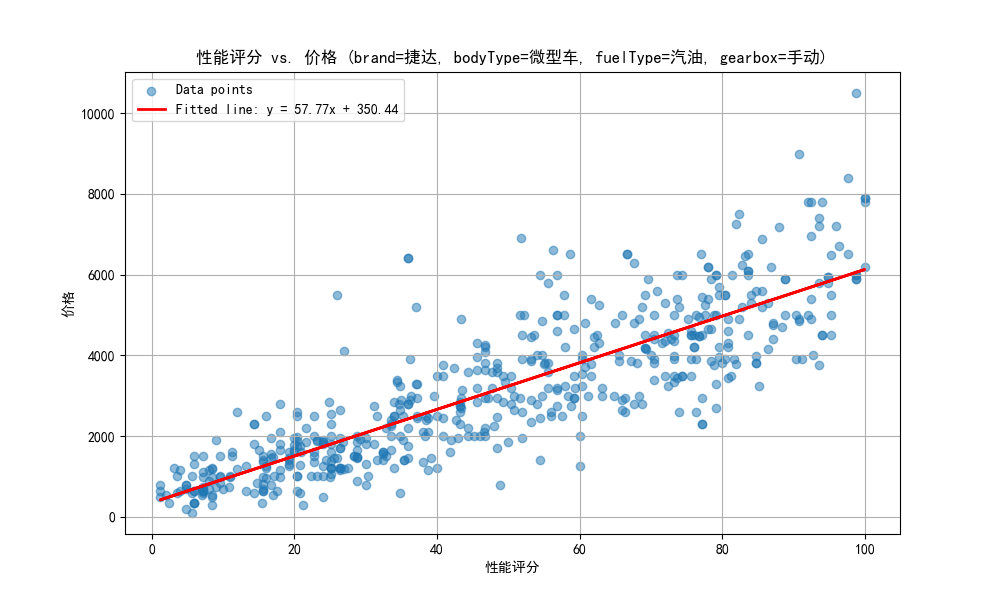 性能评分 vs. 价格 (brand=捷达, bodyType=微型车, fuelType=汽油, gearbox=手动)
Data points
Fitted line: y = 57.77x + 350.44
价格
10000
8000
6000
4000
2000
0
0 20 40 60 80 100
性能评分